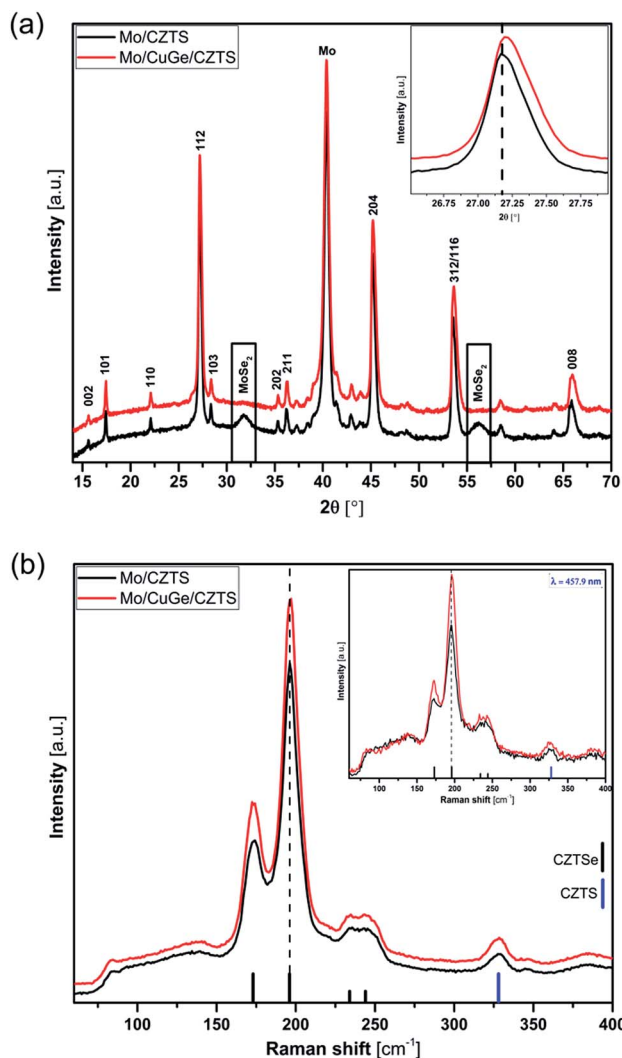 (a)
Mo/CZTS
Mo/CuGe/CZTS
Intensity [a.u.]
002
101
110
112
103
MoSe2
202
211
Mo
204
312/116
MoSe2
008
15 20 25 30 35 40 45 50 55 60 65 70
2θ [°]
Intensity [a.u.]
26.75 27.00 27.25 27.50 27.75
2θ [°]
(b)
Mo/CZTS
Mo/CuGe/CZTS
Intensity [a.u.]
λ = 457.9 nm
Intensity [a.u.]
100 150 200 250 300 350 400
Raman shift [cm-1]
CZTSe
CZTS
100 150 200 250 300 350 400
Raman shift [cm-1]